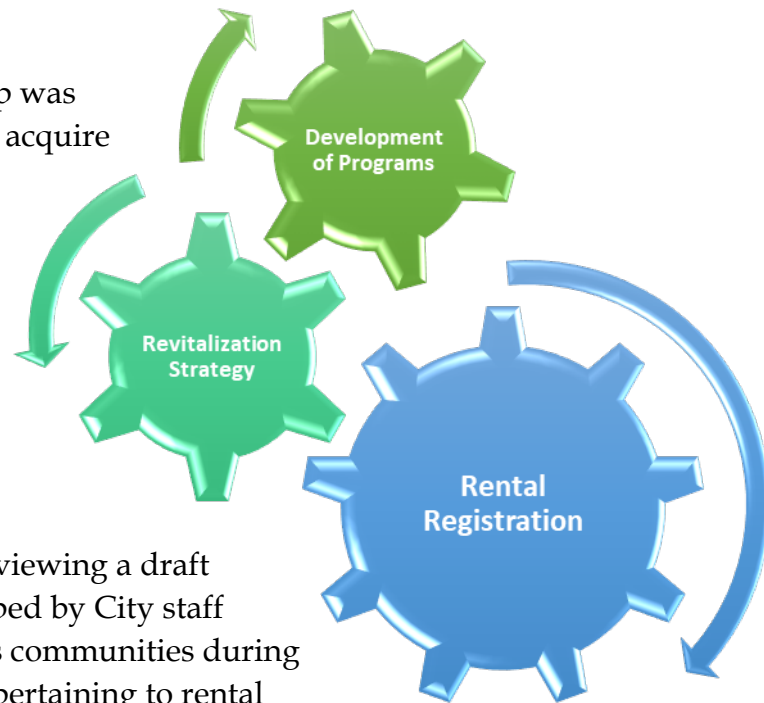 p was
acquire
Development
of Programs
Revitalization
Strategy
Rental
Registration
viewing a draft
ped by City staff
s communities during
pertaining to rental